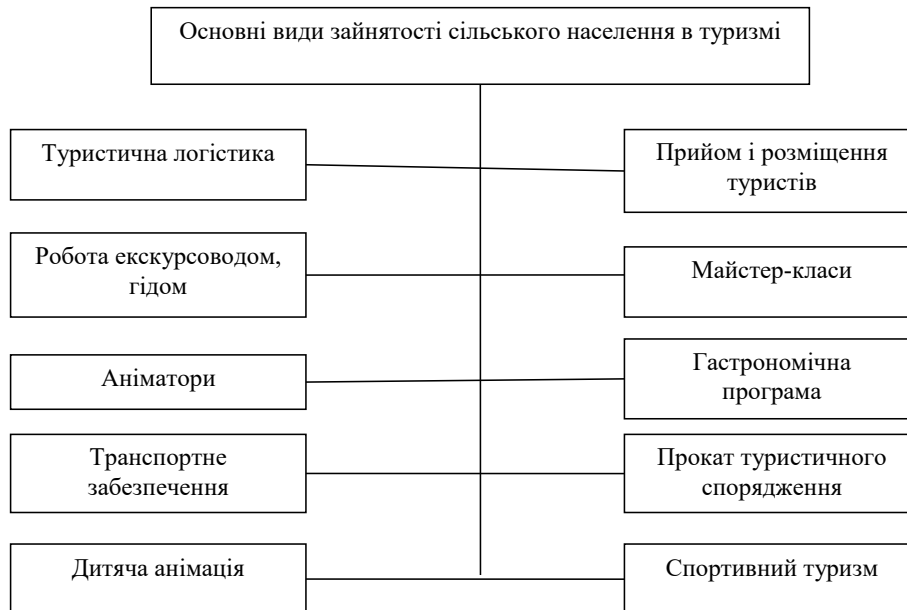 Основні види зайнятості сільського населення в туризмі
Туристична логістика
Прийом і розміщення
туристів
Робота екскурсоводом,
гідом
Майстер-класи
Аніматори
Гастрономічна
програма
Транспортне
забезпечення
Прокат туристичного
спорядження
Дитяча анімація
Спортивний туризм